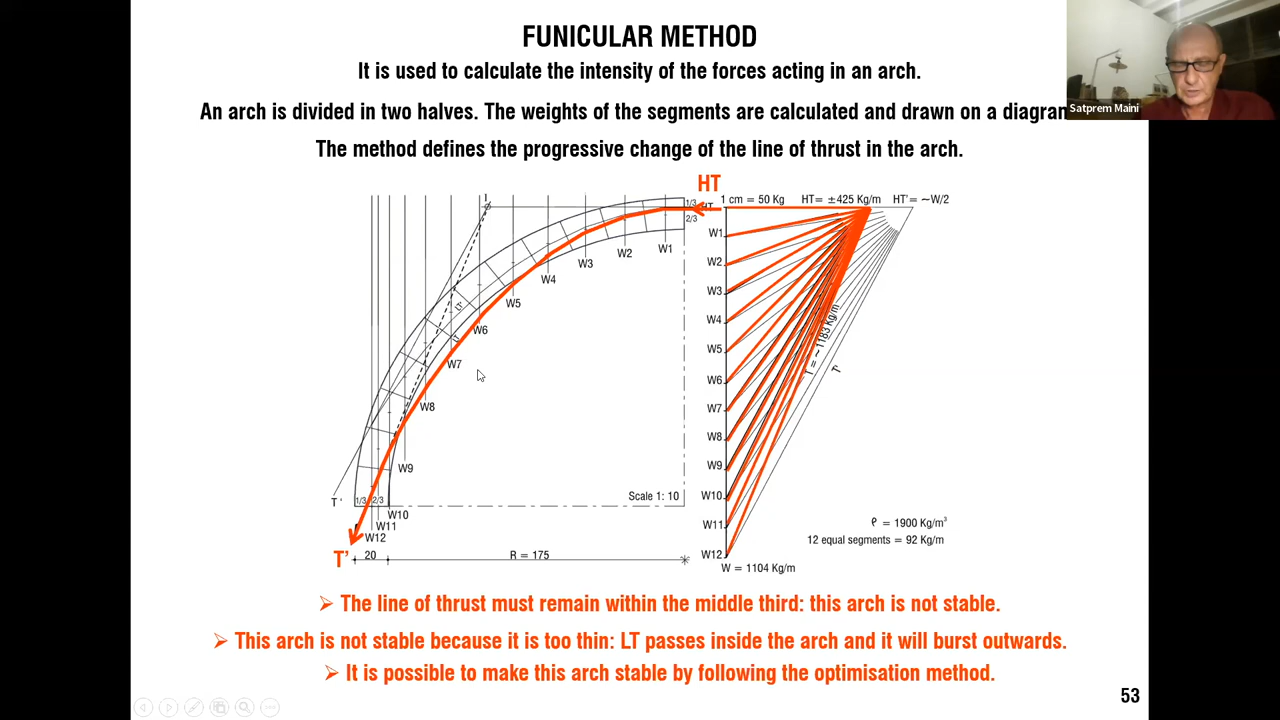 FUNICULAR METHOD
It is used to calculate the intensity of the forces acting in an arch.
Satprem Maini
An arch is divided in two halves. The weights of the segments are calculated and drawn on a diagram
The method defines the progressive change of the line of thrust in the arch.
HT
1 cm = 50 Kg
HT= ±425 Kg/m
HT'= ~W/2
I
1/3
HT
2/3
W1
W2
W3
W4
W5
W6
W7
W8
W9
W10
W11
W12
LT
LT
T'
1/3
2/3
Scale 1: 10
T'
20
R = 175
W1
W2
W3
W4
W5
W6
W7
W8
W9
W10
W11
W12
T = ~1183 Kg/m
T'
ρ = 1900 Kg/m³
12 equal segments = 92 Kg/m
W = 1104 Kg/m
➢ The line of thrust must remain within the middle third: this arch is not stable.
➢ This arch is not stable because it is too thin: LT passes inside the arch and it will burst outwards.
➢ It is possible to make this arch stable by following the optimisation method.
53